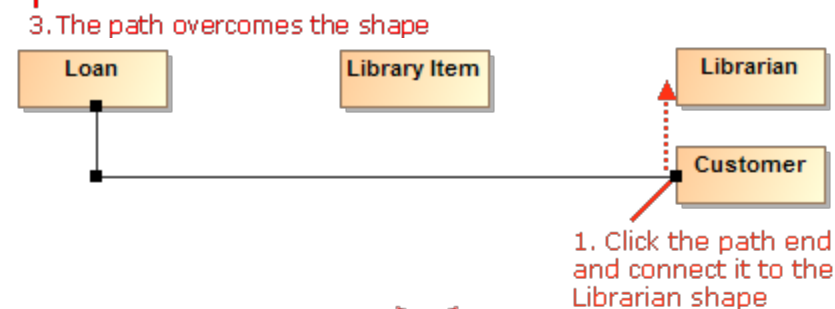 3. The path overcomes the shape
Loan
Library Item
Librarian
Customer
1. Click the path end
and connect it to the
Librarian shape